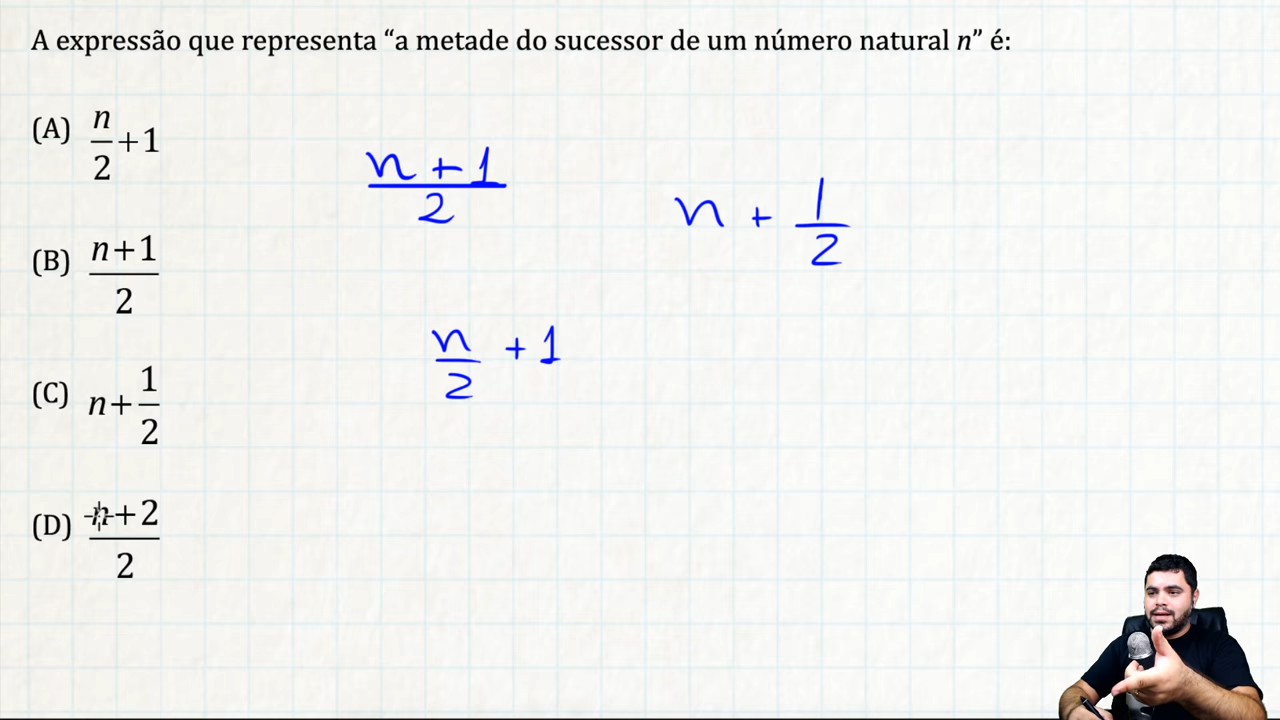 A expressão que representa “a metade do sucessor de um número natural n” é:
(A) n/2 + 1
(B) (n+1)/2
(C) n + 1/2
(D) (n+2)/2
(n + 1)/2
n + 1/2
n/2 + 1